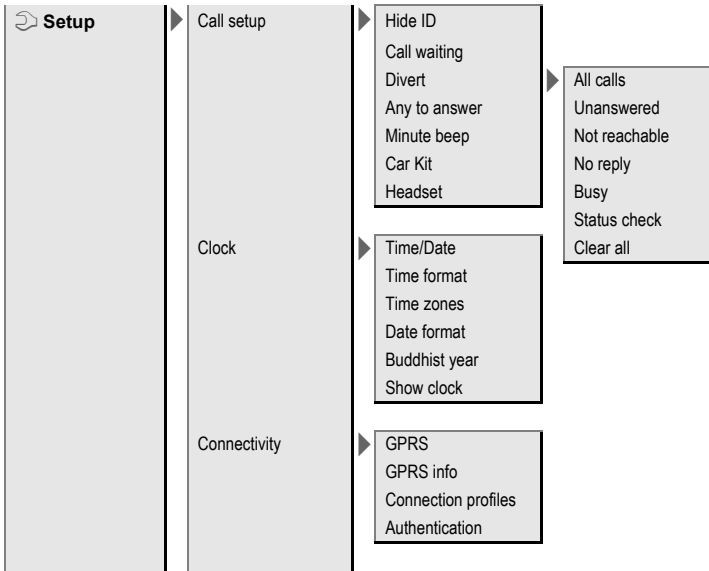 Setup
Call setup
Hide ID
Call waiting
Divert
Any to answer
Minute beep
Car Kit
Headset
All calls
Unanswered
Not reachable
No reply
Busy
Status check
Clear all
Clock
Time/Date
Time format
Time zones
Date format
Buddhist year
Show clock
Connectivity
GPRS
GPRS info
Connection profiles
Authentication